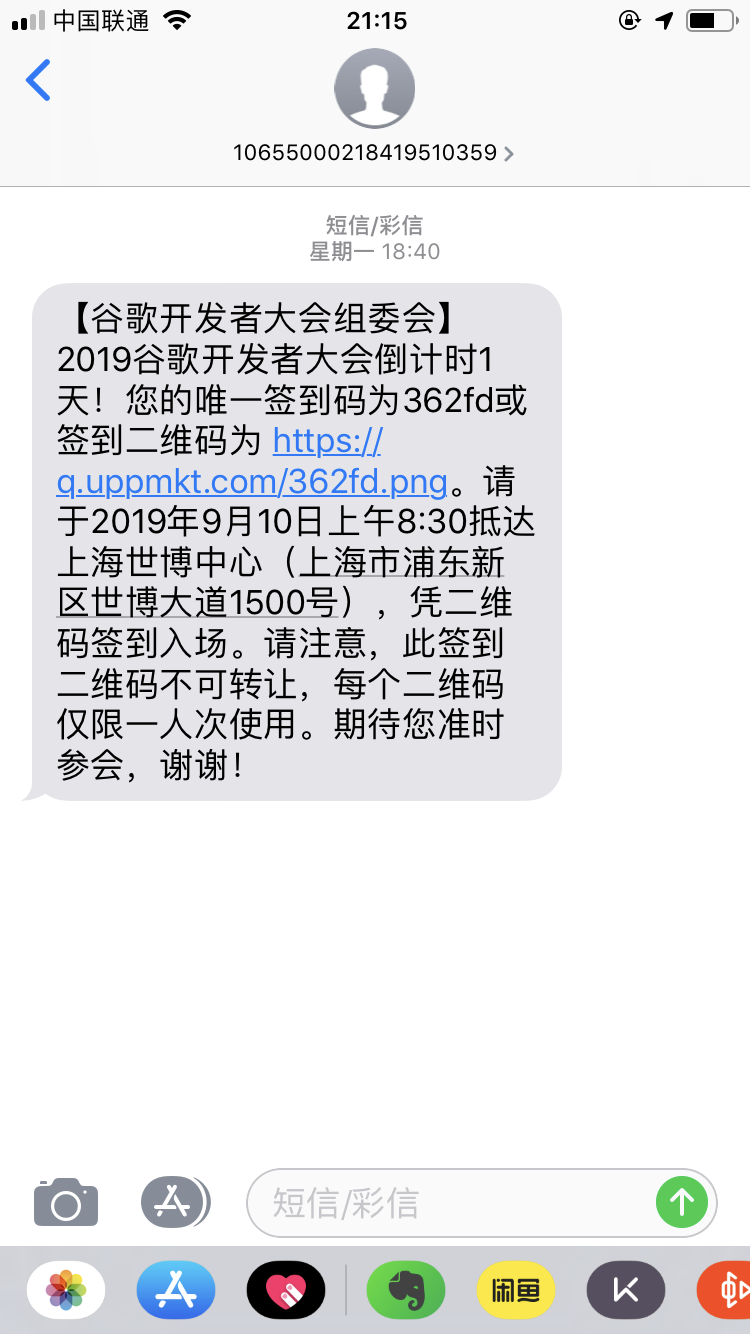 中国联通
21:15
10655000218419510359
短信/彩信
星期一 18:40
【谷歌开发者大会组委会】
2019谷歌开发者大会倒计时1
天！您的唯一签到码为362fd或
签到二维码为 https://
q.uppmkt.com/362fd.png。请
于2019年9月10日上午8:30抵达
上海世博中心（上海市浦东新
区世博大道1500号），凭二维
码签到入场。请注意，此签到
二维码不可转让，每个二维码
仅限一人次使用。期待您准时
参会，谢谢！
短信/彩信
闲鱼